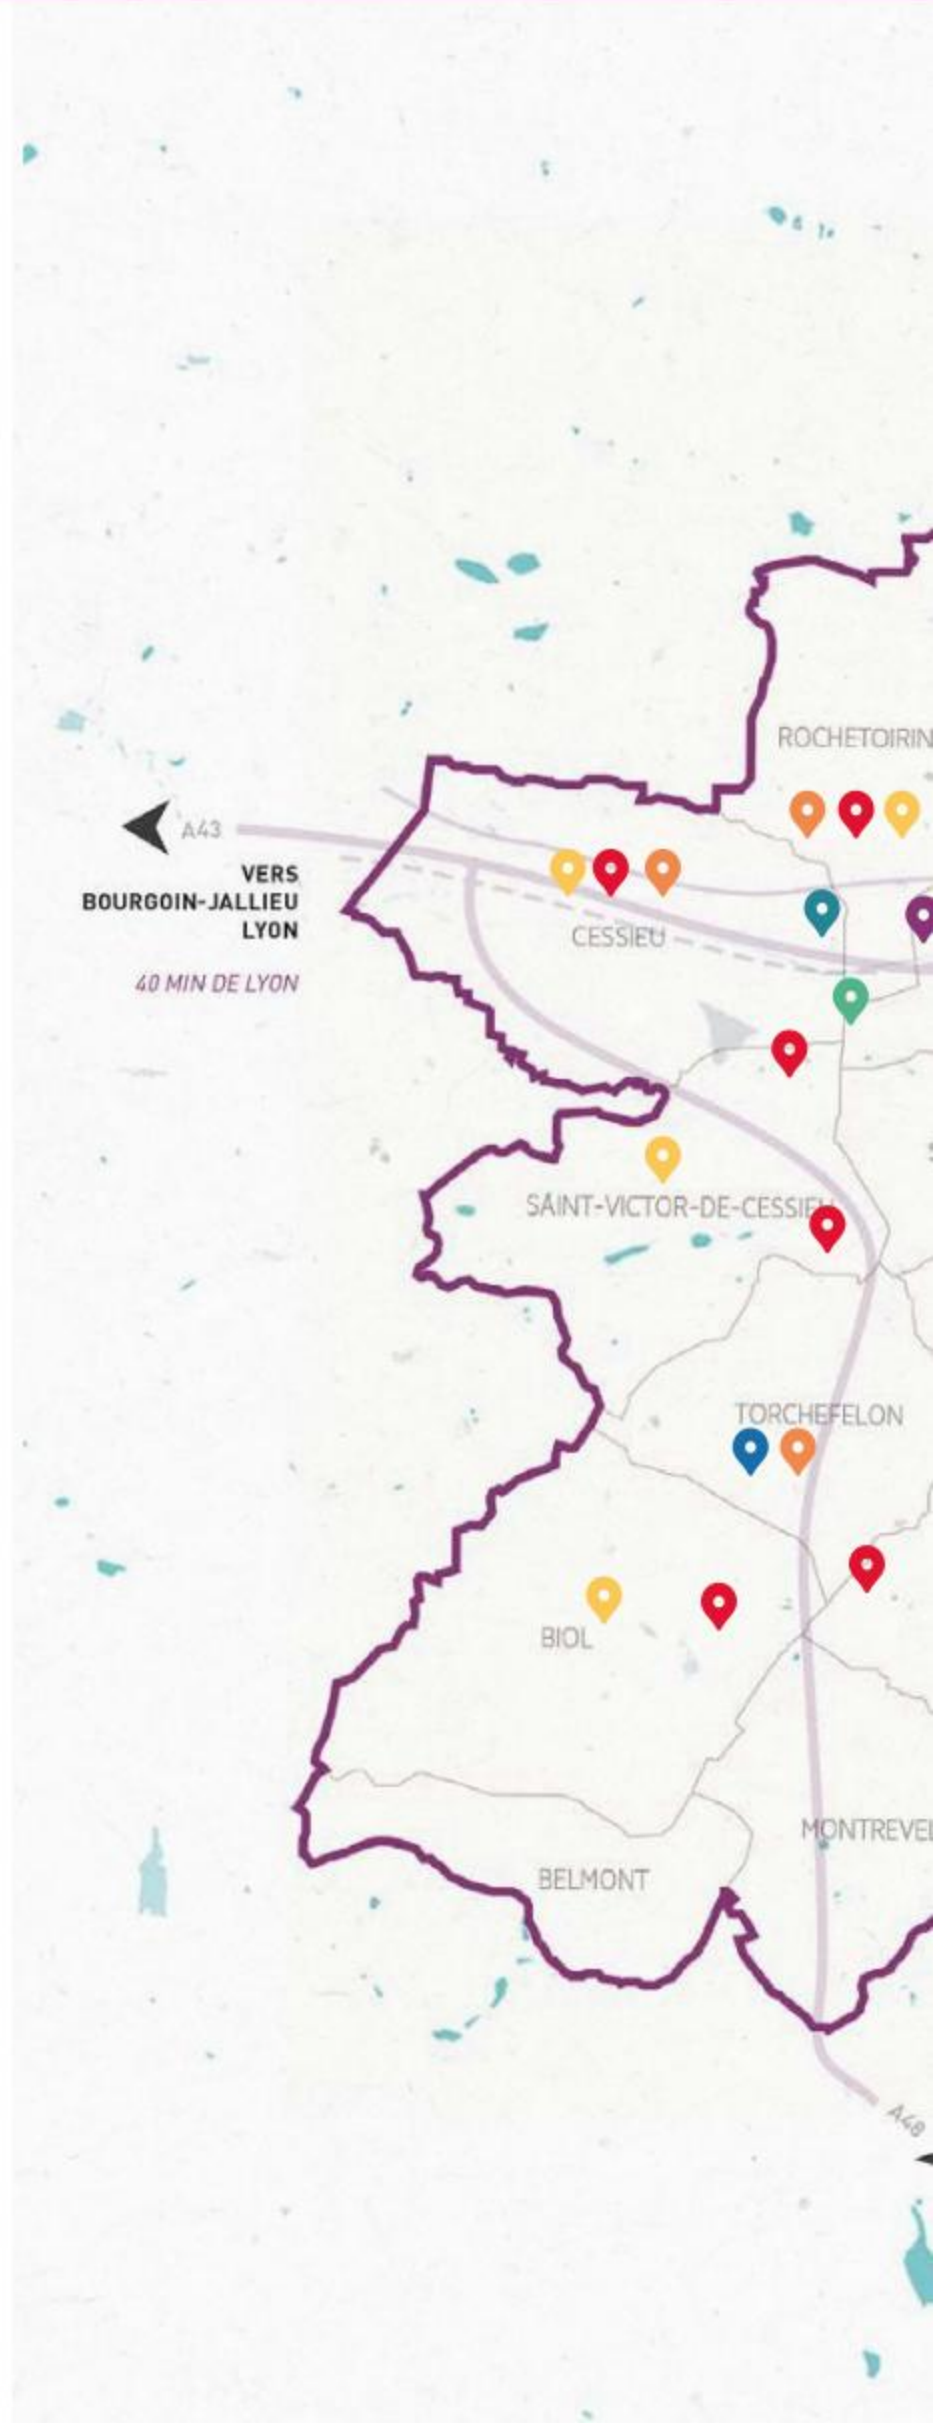 ROCHETOIRIN
A43
VERS
BOURGOIN-JALLIEU
LYON
40 MIN DE LYON
CESSIEU
SAINT-VICTOR-DE-CESSIEU
TORCHEFELON
BIOL
MONTREVEL
BELMONT
A48